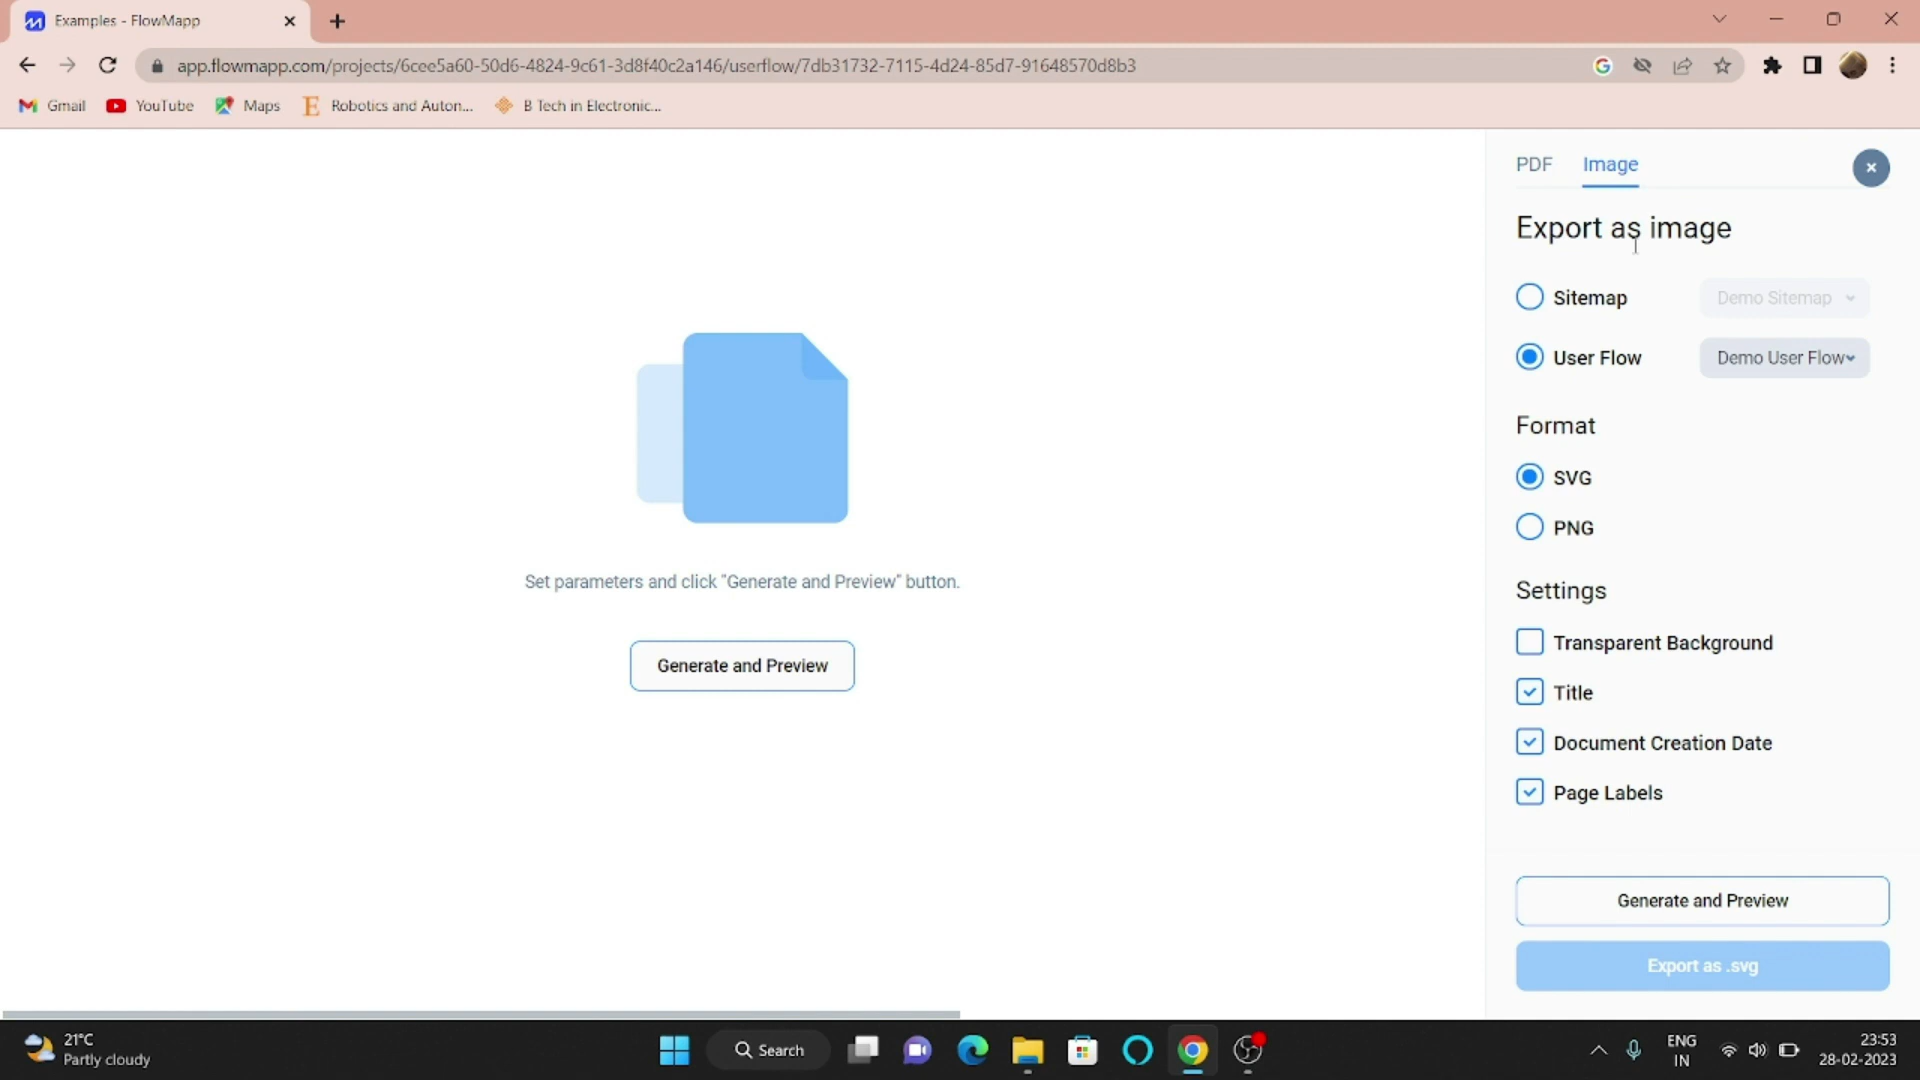 Examples - FlowMapp
app.flowmapp.com/projects/6cee5a60-50d6-4824-9c61-3d8f40c2a146/userflow/7db31732-7115-4d24-85d7-91648570d8b3
Gmail YouTube Maps Robotics and Auton... B Tech in Electronic...
PDF Image
Export as image
Sitemap Demo Sitemap
User Flow Demo User Flow
Format
SVG
PNG
Set parameters and click "Generate and Preview" button.
Generate and Preview
Settings
Transparent Background
Title
Document Creation Date
Page Labels
Generate and Preview
Export as .svg
21°C
Partly cloudy
Search
ENG
IN
23:53
28-02-2023